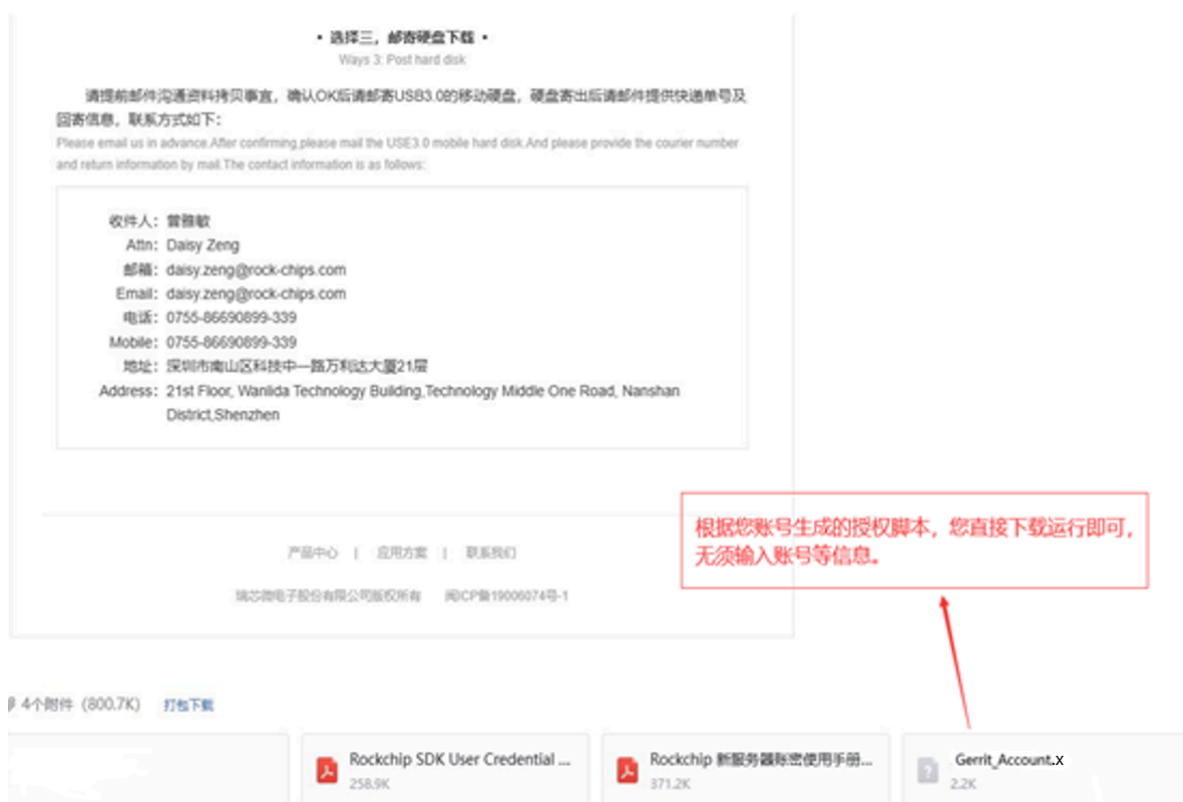 • 选择三，邮寄硬盘下载 •
Ways 3: Post hard disk
请提前邮件沟通资料拷贝事宜，确认OK后请邮寄USB3.0的移动硬盘，硬盘寄出后请邮件提供快递单号及
回寄信息，联系方式如下：
Please email us in advance.After confirming,please mail the USE3.0 mobile hard disk.And please provide the courier number
and return information by mail.The contact information is as follows:
收件人：曾雅敏
Attn：Daisy Zeng
邮箱：daisy.zeng@rock-chips.com
Email：daisy.zeng@rock-chips.com
电话：0755-86690899-339
Mobile：0755-86690899-339
地址：深圳市南山区科技中一路万利达大厦21层
Address：21st Floor, Wanlida Technology Building,Technology Middle One Road, Nanshan
District,Shenzhen
根据您账号生成的授权脚本，您直接下载运行即可，
无须输入账号等信息。
产品中心 | 应用方案 | 联系我们
瑞芯微电子股份有限公司版权所有 闽ICP备19006074号-1
4个附件 (800.7K) 打包下载
Rockchip SDK User Credential ...
258.9K
Rockchip 新服务器账密使用手册...
371.2K
Gerrit_Account.x
2.2K